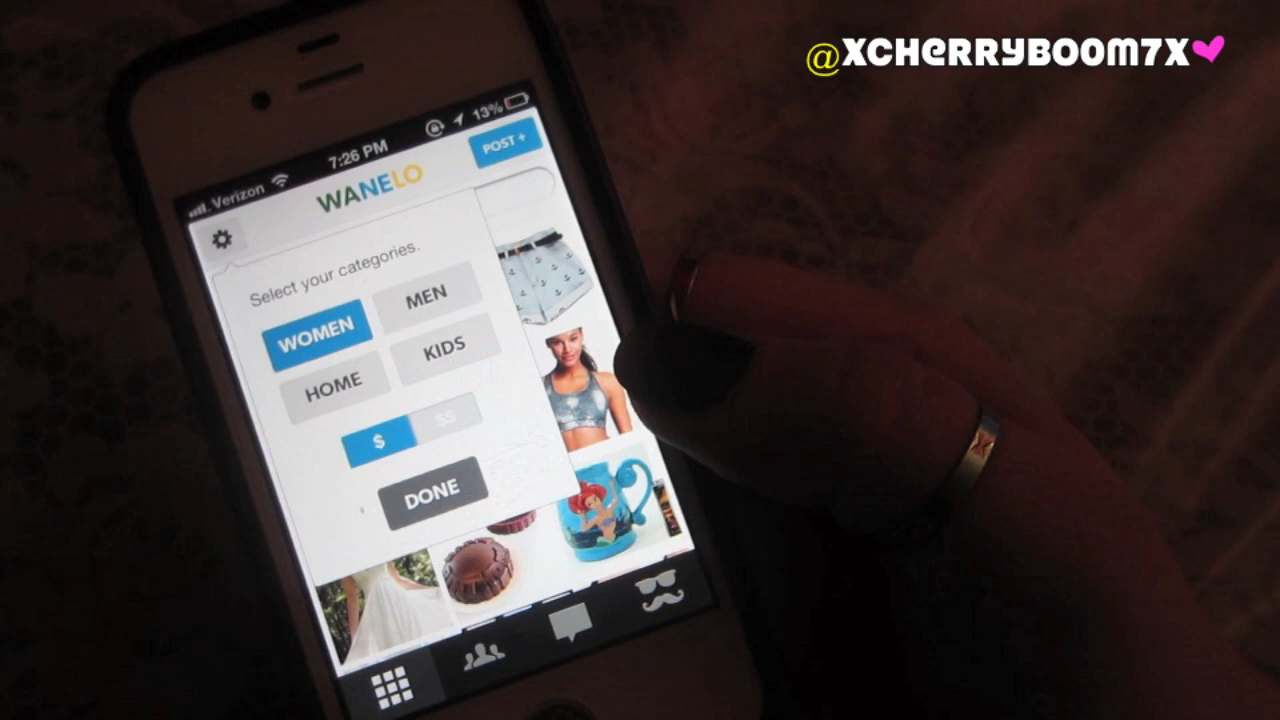 @XCHERRYBOOM7X
Verizon 7:26 PM 13%
WANELO
POST +
Select your categories.
WOMEN MEN
HOME KIDS
$ $$
DONE